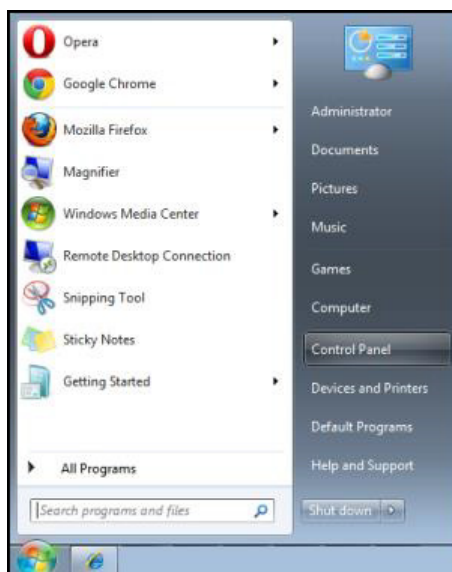 Opera
Google Chrome
Mozilla Firefox
Magnifier
Windows Media Center
Remote Desktop Connection
Snipping Tool
Sticky Notes
Getting Started
All Programs
Search programs and files
Administrator
Documents
Pictures
Music
Games
Computer
Control Panel
Devices and Printers
Default Programs
Help and Support
Shut down